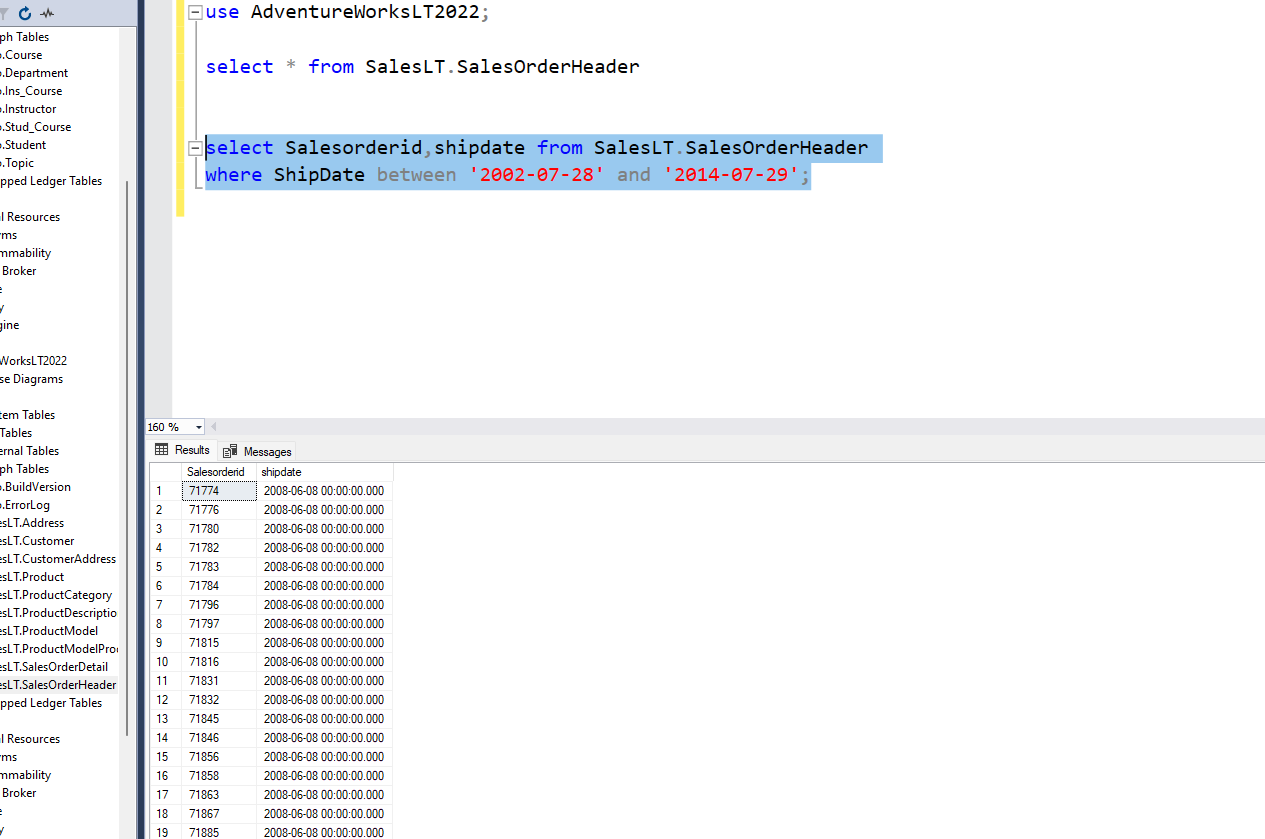 ph Tables
o.Course
o.Department
o.Ins_Course
o.Instructor
o.Stud_Course
o.Student
o.Topic
pped Ledger Tables
l Resources
yms
mmability
Broker
e
y
gine
WorksLT2022
se Diagrams
tem Tables
Tables
ernal Tables
ph Tables
o.BuildVersion
o.ErrorLog
esLT.Address
esLT.Customer
esLT.CustomerAddress
esLT.Product
esLT.ProductCategory
esLT.ProductDescriptio
esLT.ProductModel
esLT.ProductModelPro
esLT.SalesOrderDetail
esLT.SalesOrderHeader
pped Ledger Tables
l Resources
yms
mmability
Broker
e
y
use AdventureWorksLT2022;
select * from SalesLT.SalesOrderHeader
select Salesorderid,shipdate from SalesLT.SalesOrderHeader
where ShipDate between '2002-07-28' and '2014-07-29';
160 %
Results Messages
Salesorderid shipdate
1 71774 2008-06-08 00:00:00.000
2 71776 2008-06-08 00:00:00.000
3 71780 2008-06-08 00:00:00.000
4 71782 2008-06-08 00:00:00.000
5 71783 2008-06-08 00:00:00.000
6 71784 2008-06-08 00:00:00.000
7 71796 2008-06-08 00:00:00.000
8 71797 2008-06-08 00:00:00.000
9 71815 2008-06-08 00:00:00.000
10 71816 2008-06-08 00:00:00.000
11 71831 2008-06-08 00:00:00.000
12 71832 2008-06-08 00:00:00.000
13 71845 2008-06-08 00:00:00.000
14 71846 2008-06-08 00:00:00.000
15 71856 2008-06-08 00:00:00.000
16 71858 2008-06-08 00:00:00.000
17 71863 2008-06-08 00:00:00.000
18 71867 2008-06-08 00:00:00.000
19 71885 2008-06-08 00:00:00.000